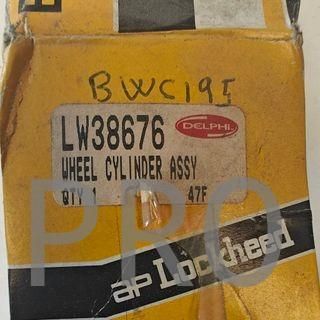 BWC195
LW38676
DELPHI
WHEEL CYLINDER ASSY
QTY 1
47F
PRO
ap Lockheed